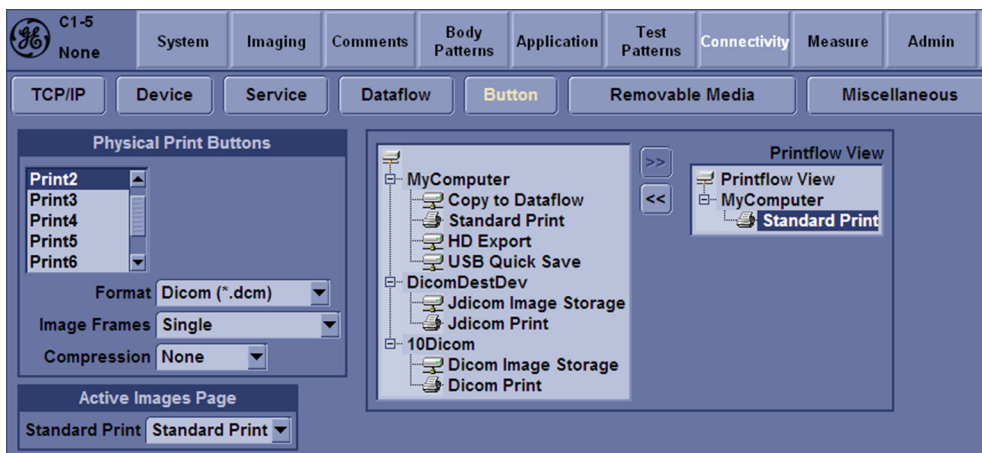 C1-5
None
System
Imaging
Comments
Body
Patterns
Application
Test
Patterns
Connectivity
Measure
Admin
TCP/IP
Device
Service
Dataflow
Button
Removable Media
Miscellaneous
Physical Print Buttons
Print2
Print3
Print4
Print5
Print6
Format Dicom (*.dcm)
Image Frames Single
Compression None
Active Images Page
Standard Print Standard Print
MyComputer
Copy to Dataflow
Standard Print
HD Export
USB Quick Save
DicomDestDev
Jdicom Image Storage
Jdicom Print
10Dicom
Dicom Image Storage
Dicom Print
>>
<<
Printflow View
Printflow View
MyComputer
Standard Print